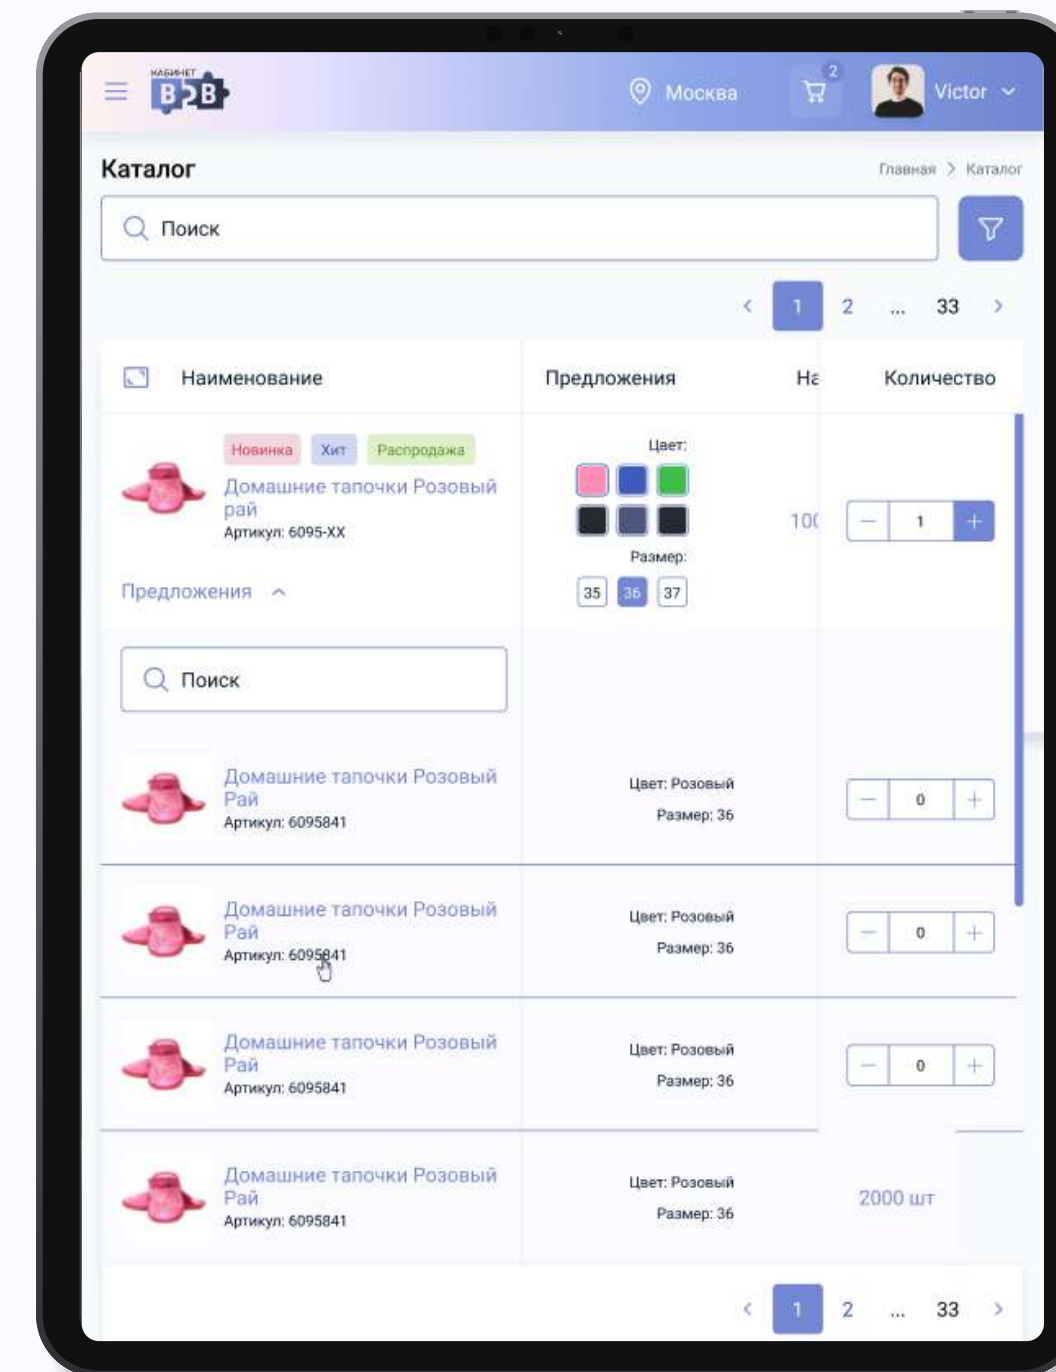 КАБИНЕТ
B2B
Москва
2
Victor
Каталог
Главная > Каталог
Поиск
< 1 2 ... 33 >
Наименование
Предложения
На
Количество
Новинка
Хит
Распродажа
Домашние тапочки Розовый
рай
Артикул: 6095-XX
Предложения
Цвет:
Размер:
35
36
37
100
— 1 +
Поиск
Домашние тапочки Розовый
Рай
Артикул: 6095841
Цвет: Розовый
Размер: 36
— 0 +
Домашние тапочки Розовый
Рай
Артикул: 6095841
Цвет: Розовый
Размер: 36
— 0 +
Домашние тапочки Розовый
Рай
Артикул: 6095841
Цвет: Розовый
Размер: 36
— 0 +
Домашние тапочки Розовый
Рай
Артикул: 6095841
Цвет: Розовый
Размер: 36
2000 шт
< 1 2 ... 33 >